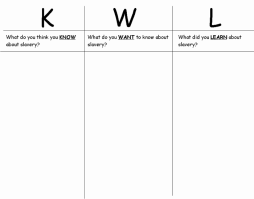 K W L
What do you think you KNOW
about slavery?
What do you WANT to know about
slavery?
What did you LEARN about
slavery?